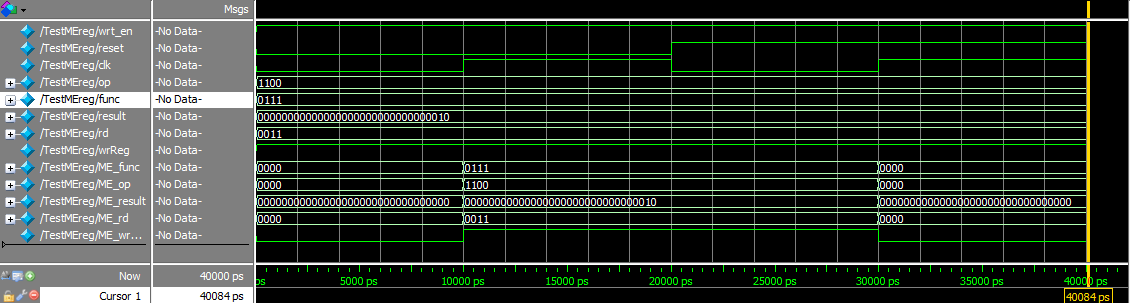 Msgs
/TestMEreg/wrt_en -No Data-
/TestMEreg/reset -No Data-
/TestMEreg/clk -No Data-
/TestMEreg/op -No Data- 1100
/TestMEreg/func -No Data- 0111
/TestMEreg/result -No Data- 00000000000000000000000000000010
/TestMEreg/rd -No Data- 0011
/TestMEreg/wrReg -No Data-
/TestMEreg/ME_func -No Data- 0000 0111 0000
/TestMEreg/ME_op -No Data- 0000 1100 0000
/TestMEreg/ME_result -No Data- 00000000000000000000000000000000 00000000000000000000000000000010 00000000000000000000000000000000
/TestMEreg/ME_rd -No Data- 0000 0011 0000
/TestMEreg/ME_wr... -No Data-
Now 40000 ps ps 5000 ps 10000 ps 15000 ps 20000 ps 25000 ps 30000 ps 35000 ps 40000 ps
Cursor 1 40084 ps 40084 ps